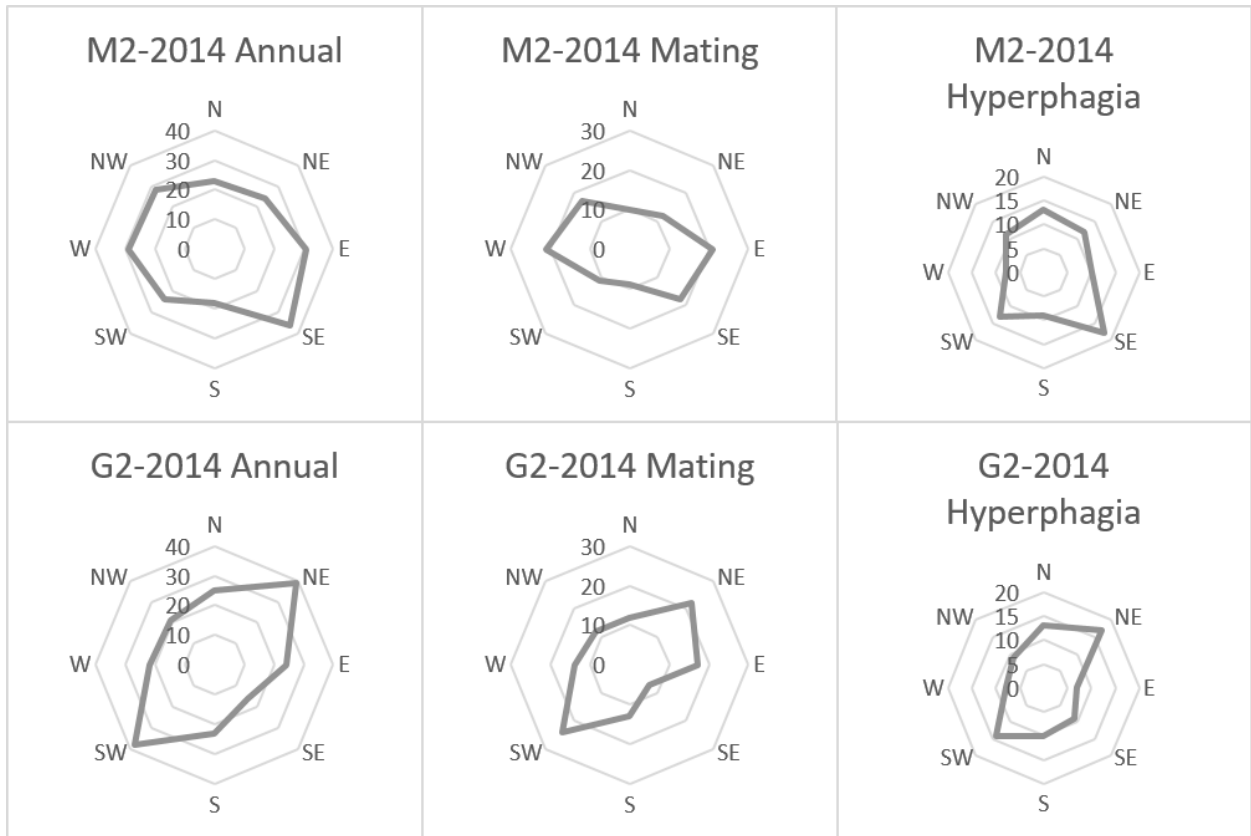 M2-2014 Annual
N
40
NW
30
NE
20
10
W
0
E
SW
SE
S
M2-2014 Mating
N
30
NW
20
NE
10
W
0
E
SW
SE
S
M2-2014
Hyperphagia
N
20
NW
15
NE
10
5
W
0
E
SW
SE
S
G2-2014 Annual
N
40
NW
30
NE
20
10
W
0
E
SW
SE
S
G2-2014 Mating
N
30
NW
20
NE
10
W
0
E
SW
SE
S
G2-2014
Hyperphagia
N
20
NW
15
NE
10
5
W
0
E
SW
SE
S